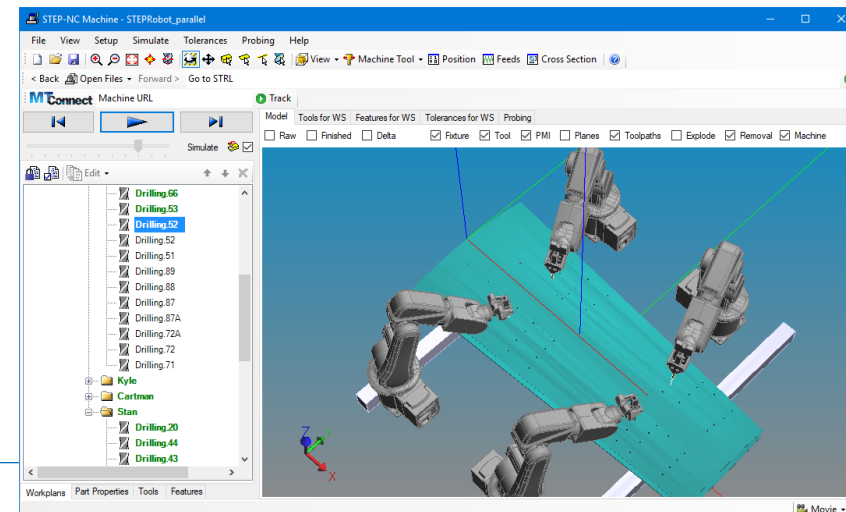 STEP-NC Machine - STEPRobot_parallel
File View Setup Simulate Tolerances Probing Help
View Machine Tool Position Feeds Cross Section
< Back Open Files Forward > Go to STRL
MTConnect Machine URL
Track
Simulate
Model Tools for WS Features for WS Tolerances for WS Probing
Raw Finished Delta Fixture Tool PMI Planes Toolpaths Explode Removal Machine
Edit
Drilling.66
Drilling.53
Drilling.52
Drilling.52
Drilling.51
Drilling.89
Drilling.88
Drilling.87
Drilling.87A
Drilling.72A
Drilling.72
Drilling.71
Kyle
Cartman
Stan
Drilling.20
Drilling.44
Drilling.43
Z Y
X
Workplans Part Properties Tools Features
Movie